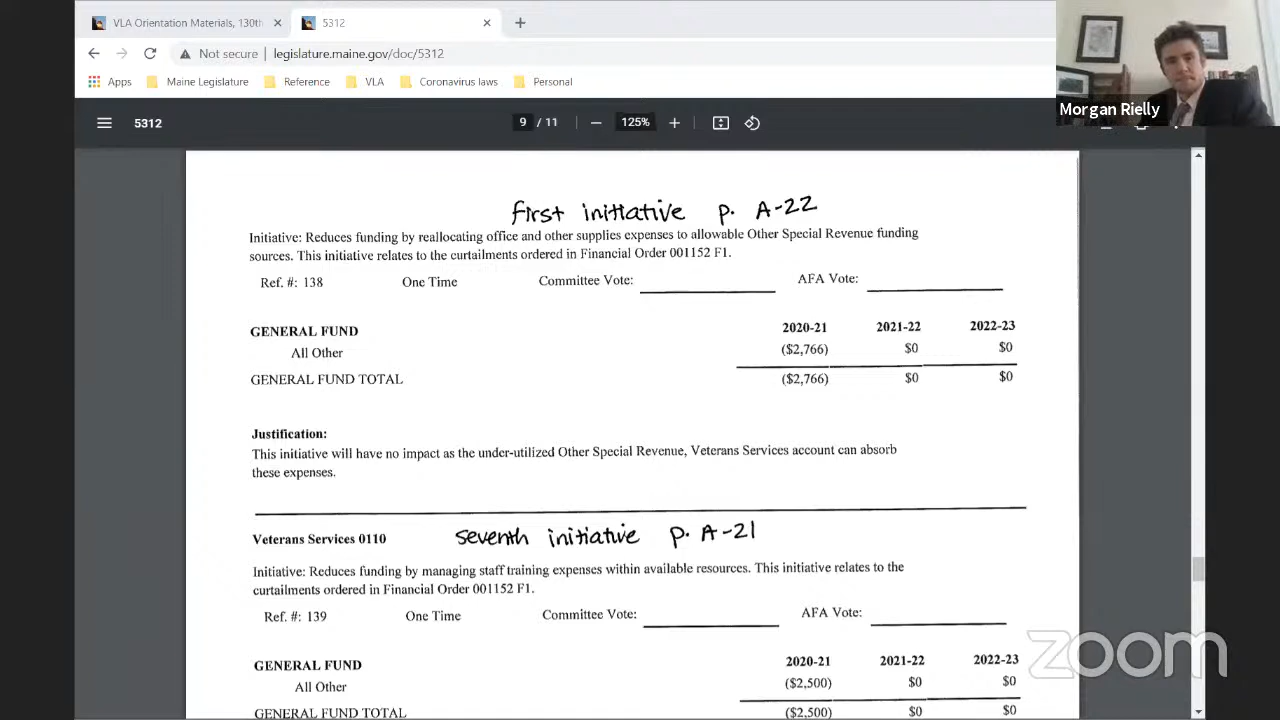 VLA Orientation Materials, 130th
5312
Not secure | legislature.maine.gov/doc/5312
Apps Maine Legislature Reference VLA Coronavirus laws Personal
Morgan Rielly
5312 9 / 11 125%
first initiative p. A-22
Initiative: Reduces funding by reallocating office and other supplies expenses to allowable Other Special Revenue funding
sources. This initiative relates to the curtailments ordered in Financial Order 001152 F1.
Ref. #: 138 One Time Committee Vote: AFA Vote:
GENERAL FUND 2020-21 2021-22 2022-23
All Other ($2,766) $0 $0
GENERAL FUND TOTAL ($2,766) $0 $0
Justification:
This initiative will have no impact as the under-utilized Other Special Revenue, Veterans Services account can absorb
these expenses.
Veterans Services 0110 seventh initiative p. A-21
Initiative: Reduces funding by managing staff training expenses within available resources. This initiative relates to the
curtailments ordered in Financial Order 001152 F1.
Ref. #: 139 One Time Committee Vote: AFA Vote:
GENERAL FUND 2020-21 2021-22 2022-23
All Other ($2,500) $0 $0
GENERAL FUND TOTAL ($2,500) $0 $0
zoom